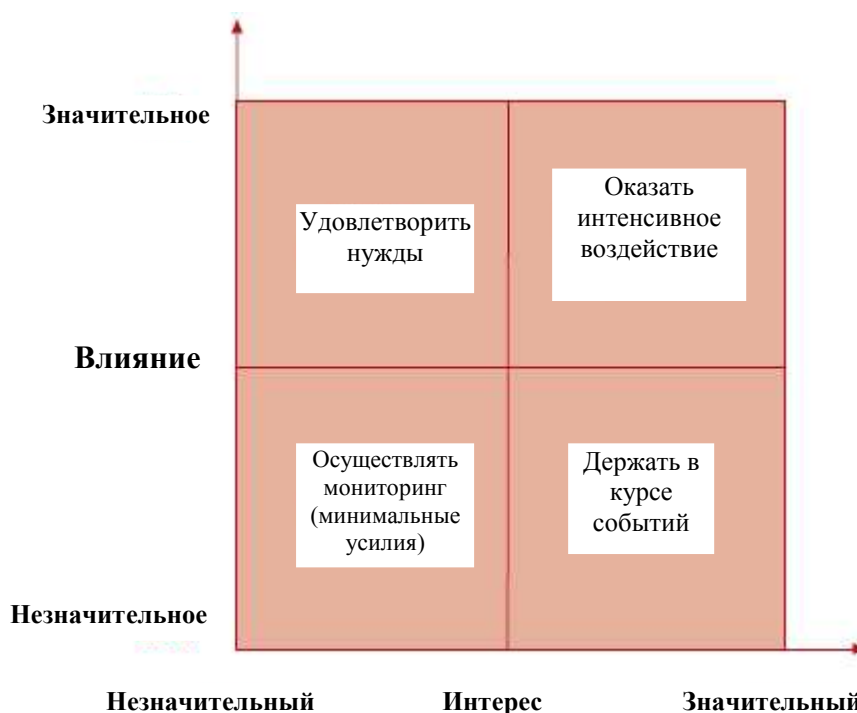 Значительное
Удовлетворить
нужды
Оказать
интенсивное
воздействие
Влияние
Осуществлять
мониторинг
(минимальные
усилия)
Держать в
курсе
событий
Незначительное
Незначительный
Интерес
Значительный